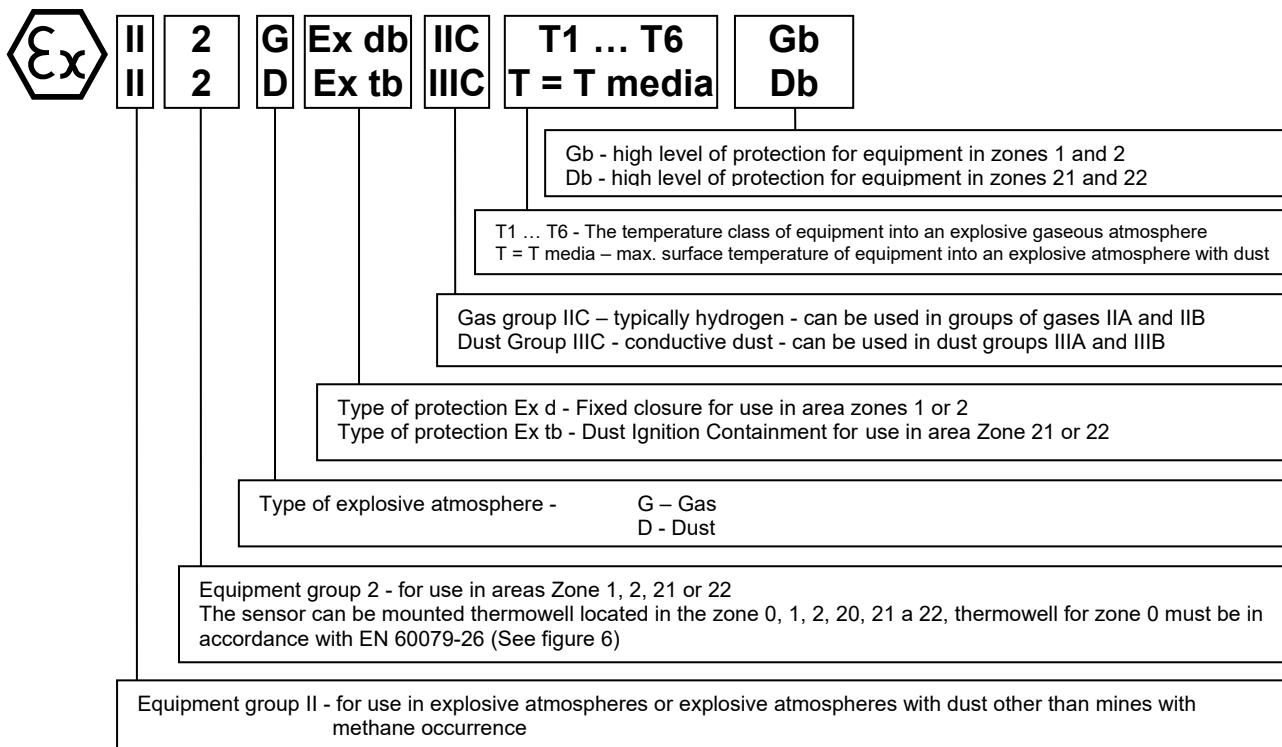 Ex II 2 G Ex db IIC T1 … T6 Gb
II 2 D Ex tb IIIC T = T media Db
Gb - high level of protection for equipment in zones 1 and 2
Db - high level of protection for equipment in zones 21 and 22
T1 … T6 - The temperature class of equipment into an explosive gaseous atmosphere
T = T media – max. surface temperature of equipment into an explosive atmosphere with dust
Gas group IIC – typically hydrogen - can be used in groups of gases IIA and IIB
Dust Group IIIC - conductive dust - can be used in dust groups IIIA and IIIB
Type of protection Ex d - Fixed closure for use in area zones 1 or 2
Type of protection Ex tb - Dust Ignition Containment for use in area Zone 21 or 22
Type of explosive atmosphere - G – Gas
D - Dust
Equipment group 2 - for use in areas Zone 1, 2, 21 or 22
The sensor can be mounted thermowell located in the zone 0, 1, 2, 20, 21 a 22, thermowell for zone 0 must be in
accordance with EN 60079-26 (See figure 6)
Equipment group II - for use in explosive atmospheres or explosive atmospheres with dust other than mines with
methane occurrence